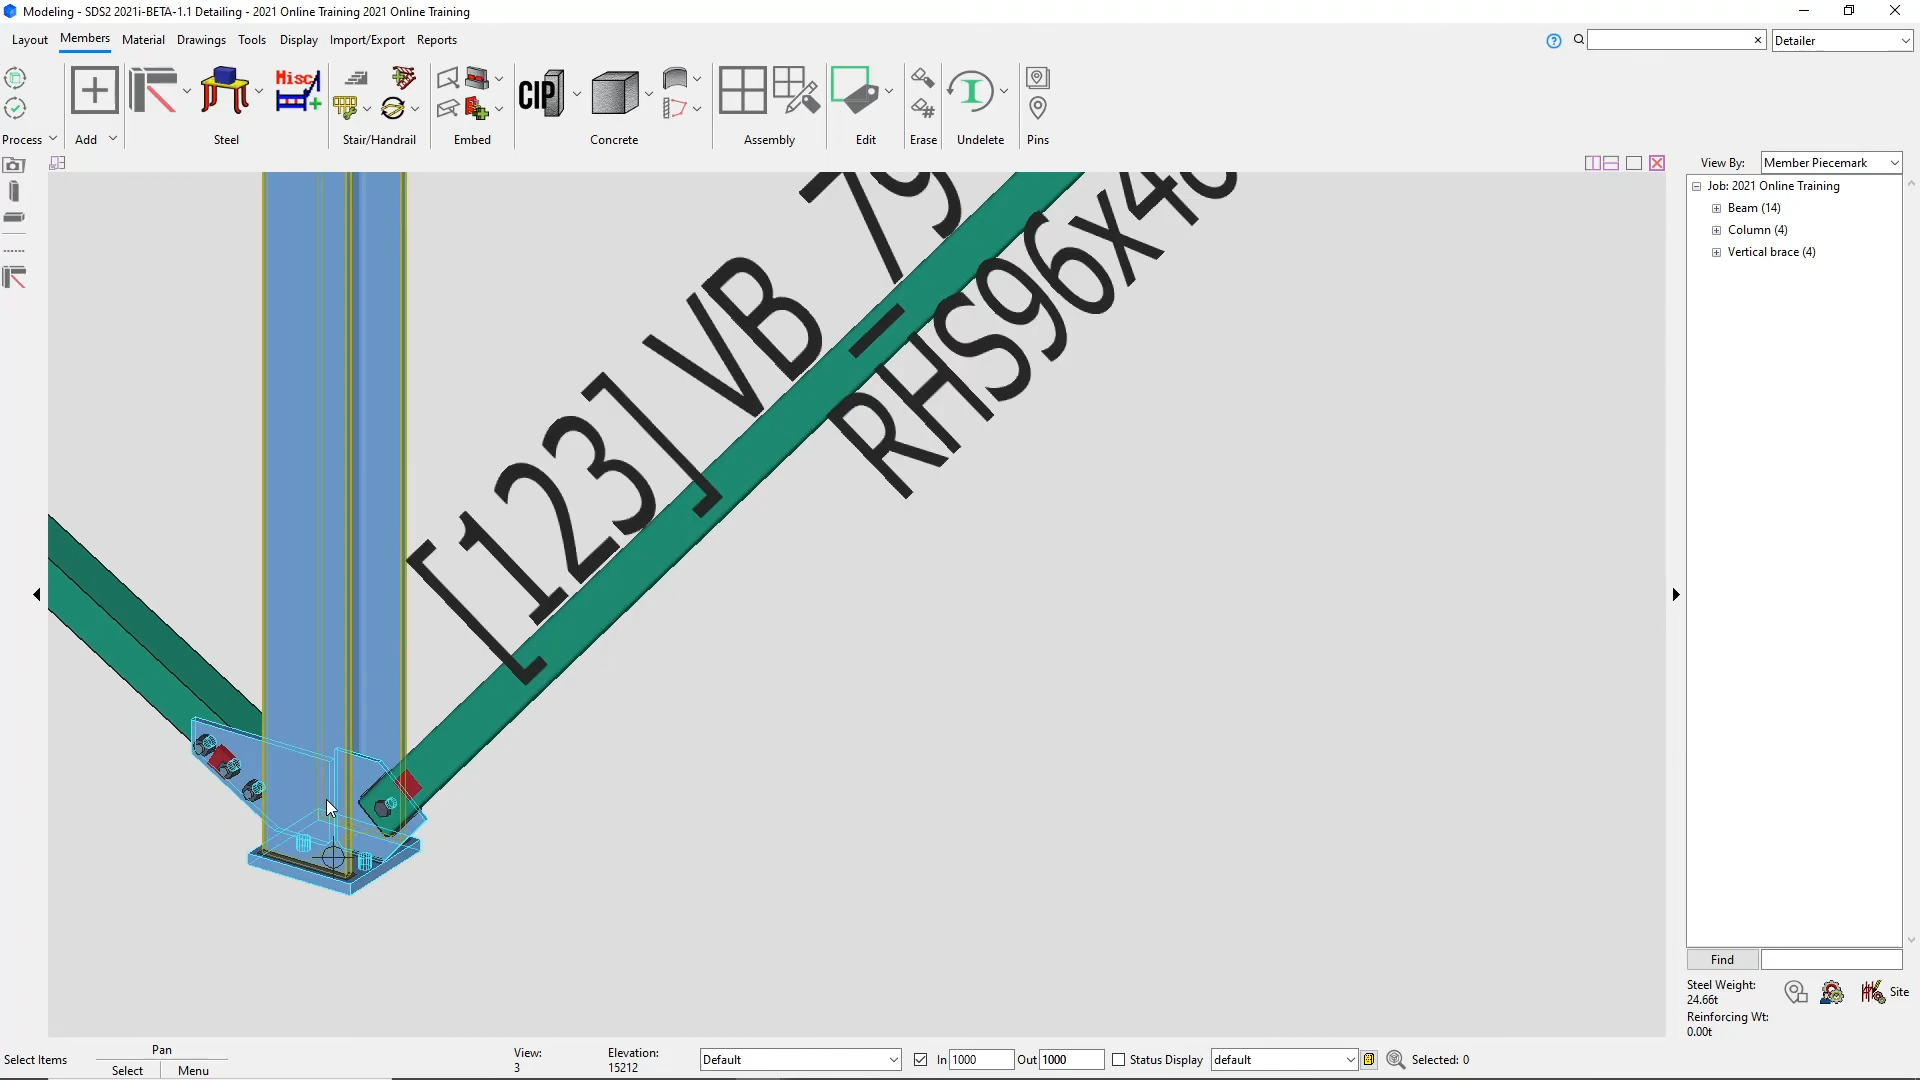 Modeling - SDS2 2021i-BETA-1.1 Detailing - 2021 Online Training 2021 Online Training
Layout Members Material Drawings Tools Display Import/Export Reports
Detailer
Misc
CIP
Process Add Steel Stair/Handrail Embed Concrete Assembly Edit Erase Undelete Pins
View By: Member Piecemark
Job: 2021 Online Training
Beam (14)
Column (4)
Vertical brace (4)
[123] VB_79
RHS96x48
Find
Steel Weight:
24.66t
Site
Reinforcing Wt:
0.00t
Select Items
Pan
Select Menu
View:
3
Elevation:
15212
Default
In 1000 Out 1000
Status Display default
Selected: 0